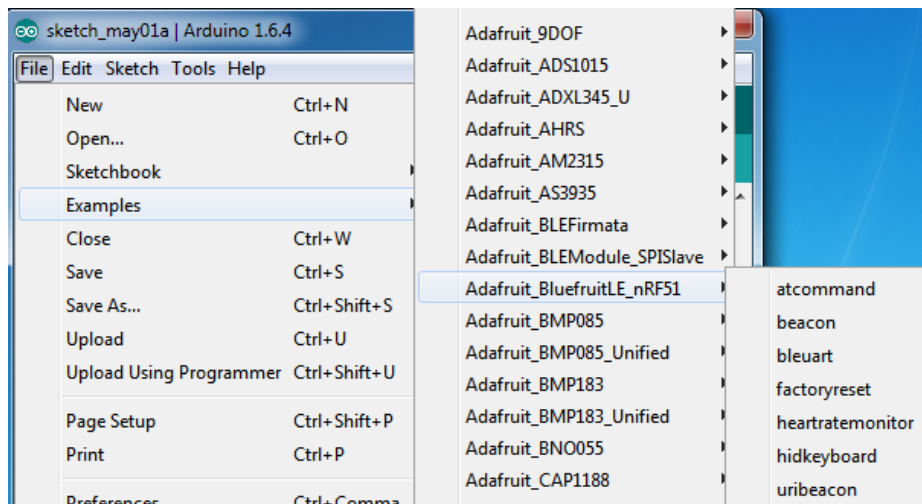 sketch_may01a | Arduino 1.6.4
File Edit Sketch Tools Help
New Ctrl+N
Open... Ctrl+O
Sketchbook
Examples
Close Ctrl+W
Save Ctrl+S
Save As... Ctrl+Shift+S
Upload Ctrl+U
Upload Using Programmer Ctrl+Shift+U
Page Setup Ctrl+Shift+P
Print Ctrl+P
Preferences Ctrl+Comma
Adafruit_9DOF
Adafruit_ADS1015
Adafruit_ADXL345_U
Adafruit_AHRS
Adafruit_AM2315
Adafruit_AS3935
Adafruit_BLEFirmata
Adafruit_BLEModule_SPISlave
Adafruit_BluefruitLE_nRF51
Adafruit_BMP085
Adafruit_BMP085_Unified
Adafruit_BMP183
Adafruit_BMP183_Unified
Adafruit_BNO055
Adafruit_CAP1188
atcommand
beacon
bleuart
factoryreset
heartratemonitor
hidkeyboard
uribeacon